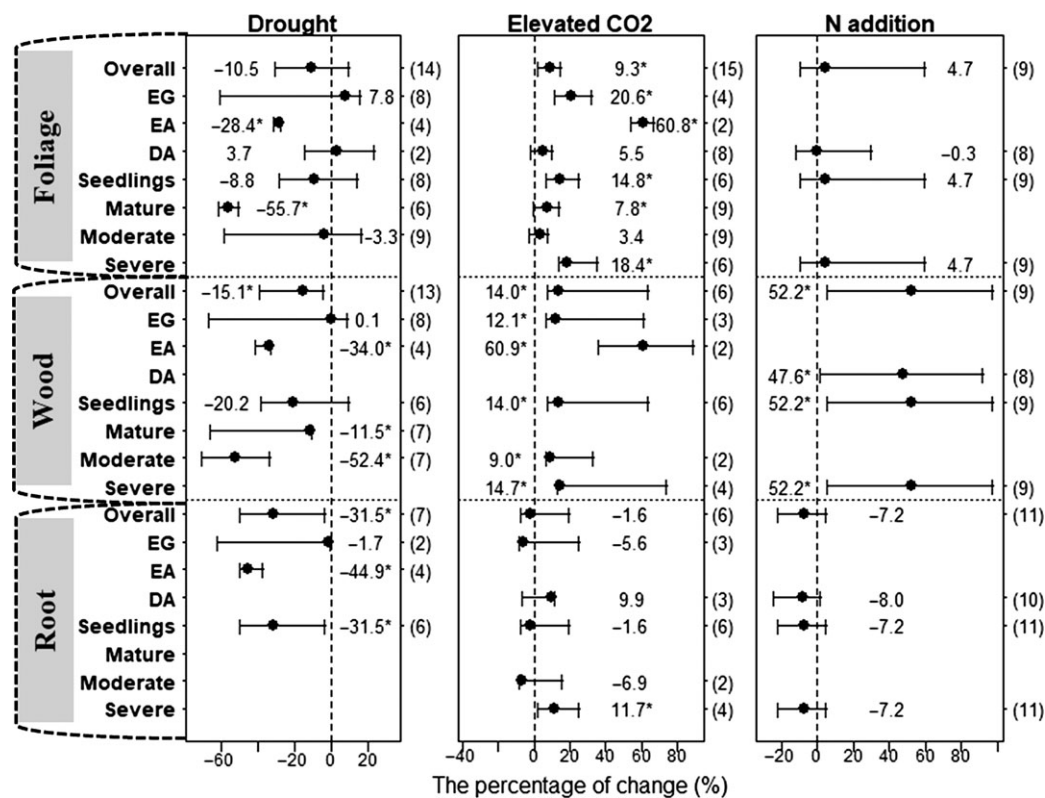 Drought Elevated CO2 N addition
Foliage
Overall −10.5 (14) 9.3* (15) 4.7 (9)
EG 7.8 (8) 20.6* (4)
EA −28.4* (4) 60.8* (2)
DA 3.7 (2) 5.5 (8) −0.3 (8)
Seedlings −8.8 (8) 14.8* (6) 4.7 (9)
Mature −55.7* (6) 7.8* (9)
Moderate −3.3 (9) 3.4 (9)
Severe 18.4* (6) 4.7 (9)
Wood
Overall −15.1* (13) 14.0* (6) 52.2* (9)
EG 0.1 (8) 12.1* (3)
EA −34.0* (4) 60.9* (2)
DA 47.6* (8)
Seedlings −20.2 (6) 14.0* (6) 52.2* (9)
Mature −11.5* (7)
Moderate −52.4* (7) 9.0* (2)
Severe 14.7* (4) 52.2* (9)
Root
Overall −31.5* (7) −1.6 (6) −7.2 (11)
EG −1.7 (2) −5.6 (3)
EA −44.9* (4)
DA 9.9 (3) −8.0 (10)
Seedlings −31.5* (6) −1.6 (6) −7.2 (11)
Mature
Moderate −6.9 (2)
Severe 11.7* (4) −7.2 (11)
−60 −20 0 20 −40 0 20 40 60 80 −40 0 20 40 60 80
The percentage of change (%)